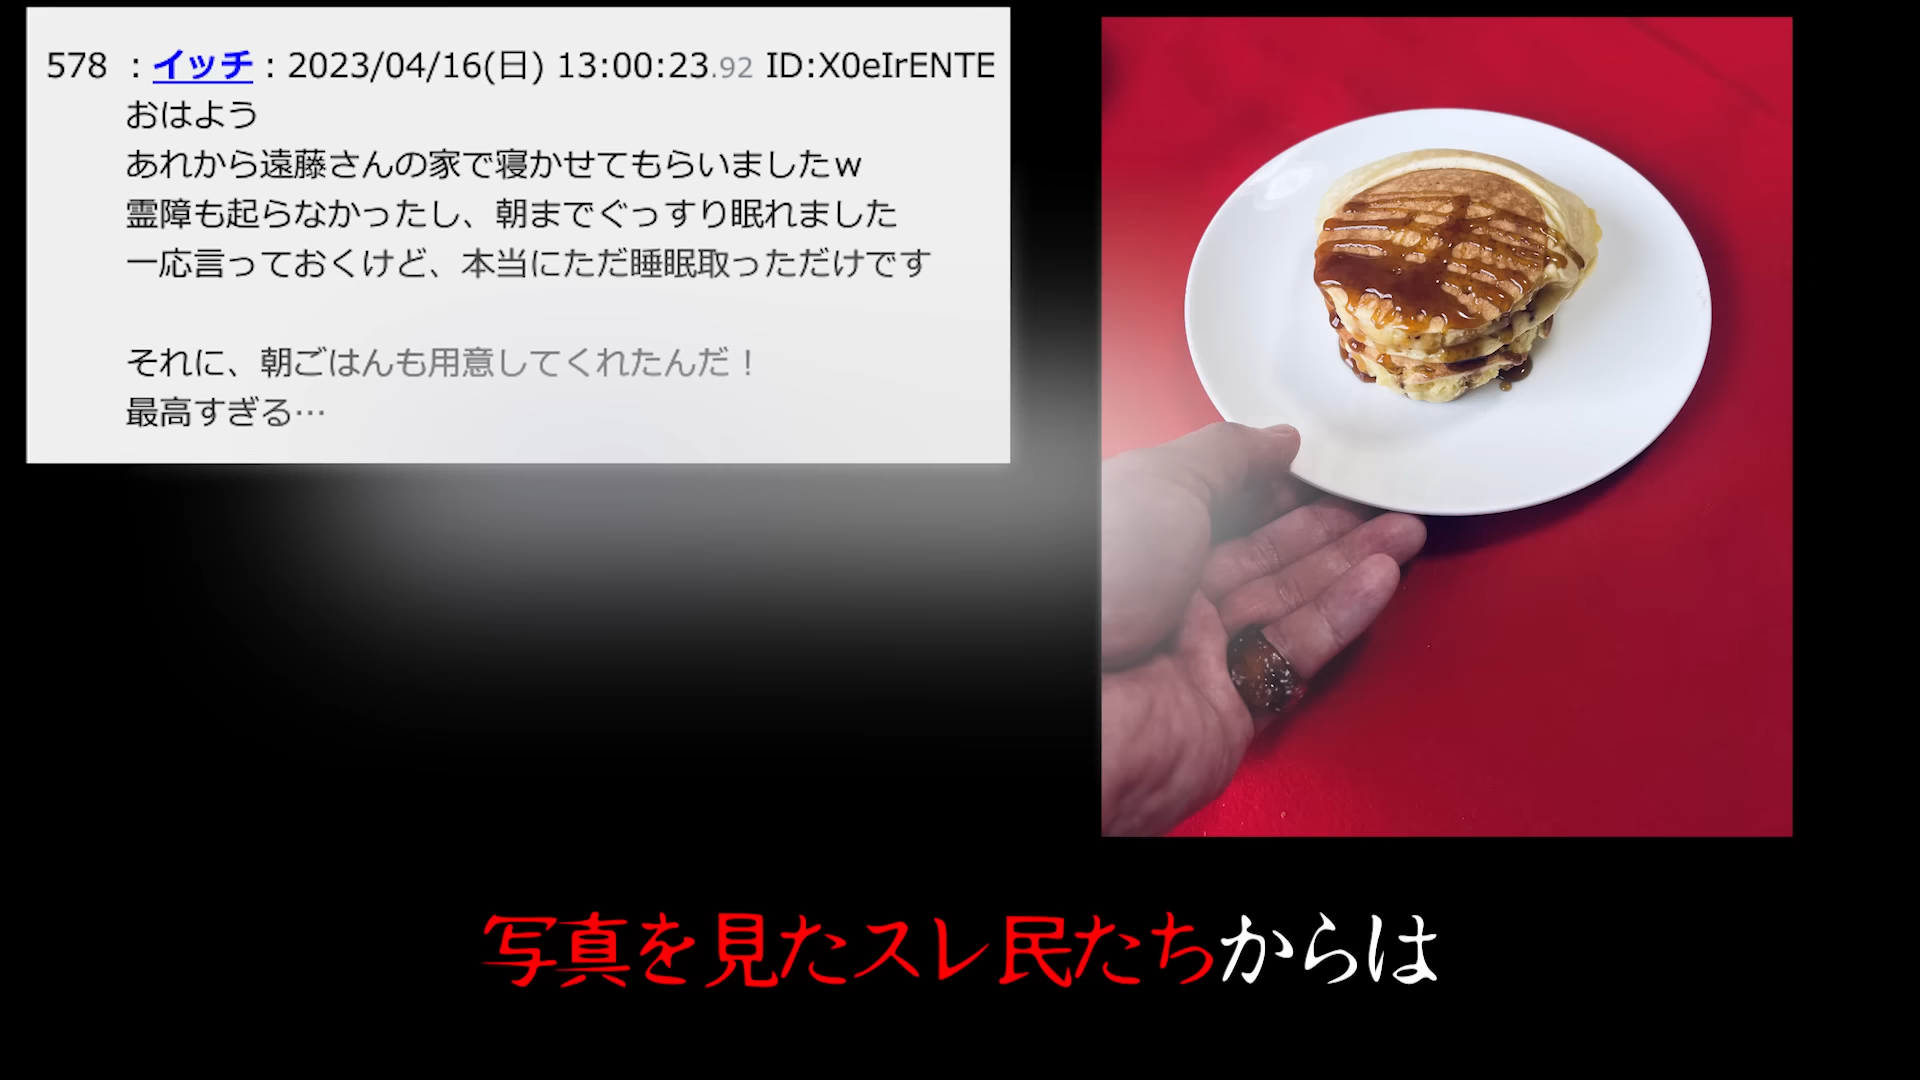 578 ：イッチ：2023/04/16(日) 13:00:23.92 ID:X0eIrENTE
おはよう
あれから遠藤さんの家で寝かせてもらいましたｗ
霊障も起らなかったし、朝までぐっすり眠れました
一応言っておくけど、本当にただ睡眠取っただけです
それに、朝ごはんも用意してくれたんだ！
最高すぎる…
写真を見たスレ民たちからは